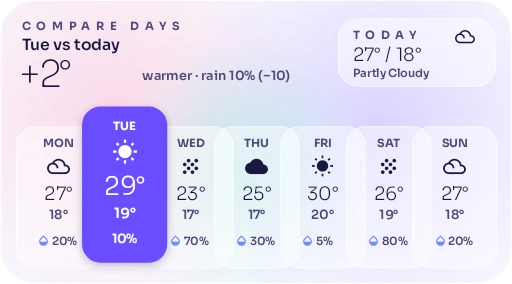 COMPARE DAYS
Tue vs today
+2°
warmer · rain 10% (−10)
TODAY
27° / 18°
Partly Cloudy
MON
27°
18°
20%
TUE
29°
19°
10%
WED
23°
17°
70%
THU
25°
17°
30%
FRI
30°
20°
5%
SAT
26°
19°
80%
SUN
27°
18°
20%